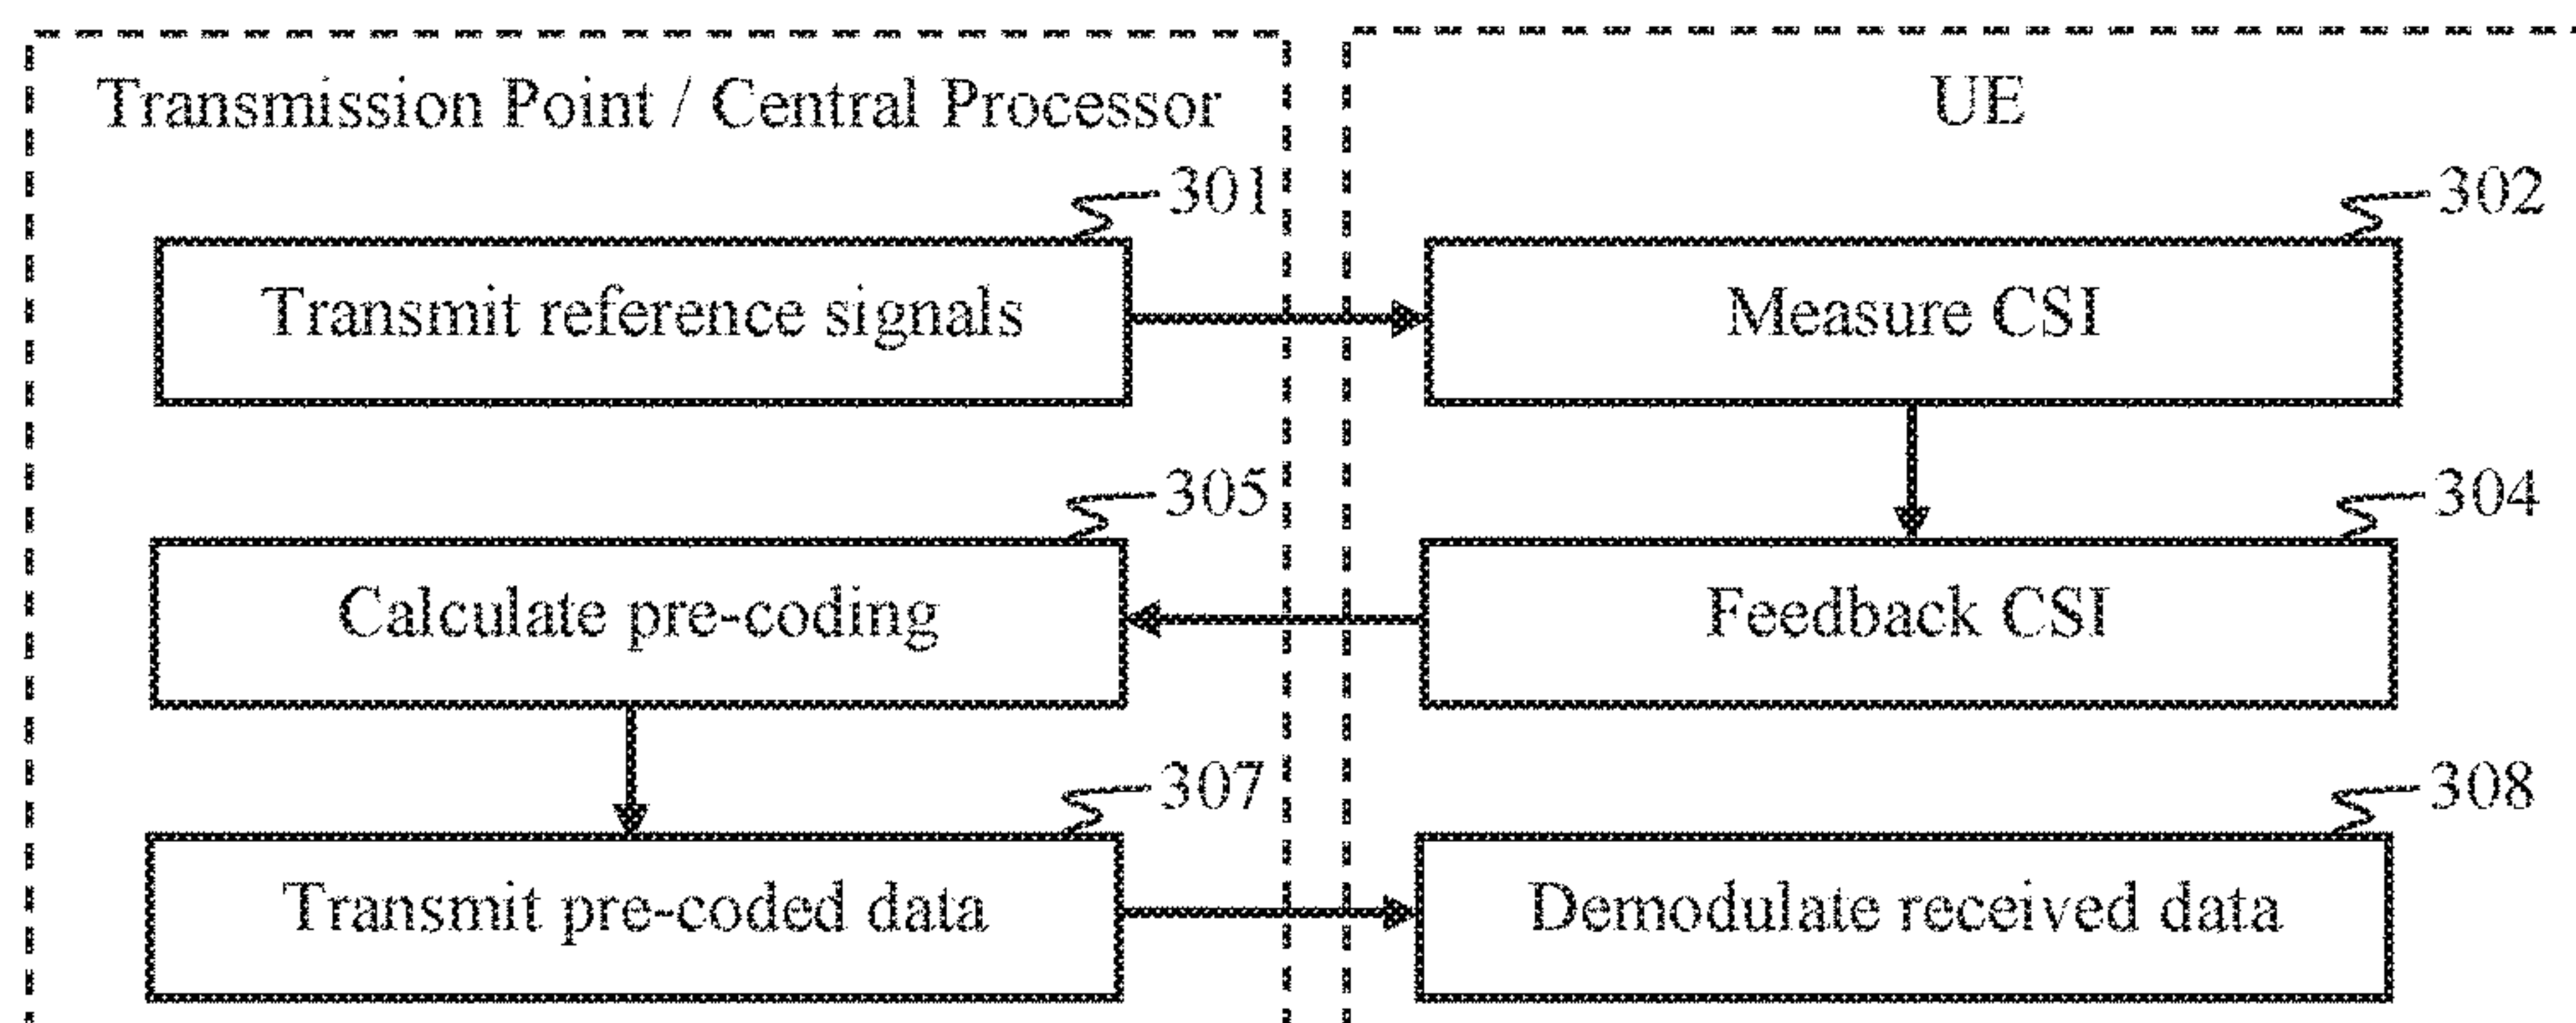 Transmission Point / Central Processor
UE
301
302
Transmit reference signals
Measure CSI
305
304
Calculate pre-coding
Feedback CSI
307
308
Transmit pre-coded data
Demodulate received data